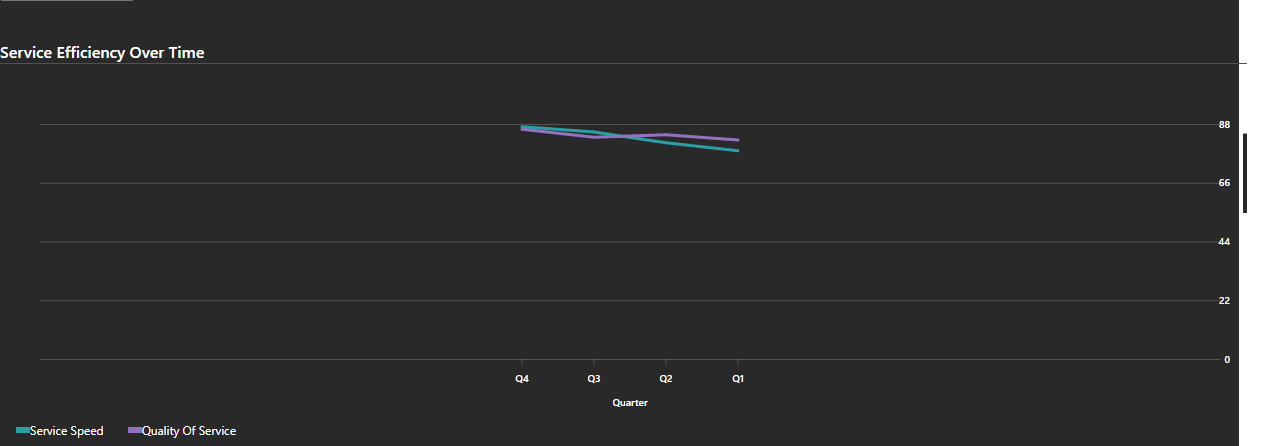 Service Efficiency Over Time
88
66
44
22
0
Q4 Q3 Q2 Q1
Quarter
Service Speed Quality Of Service